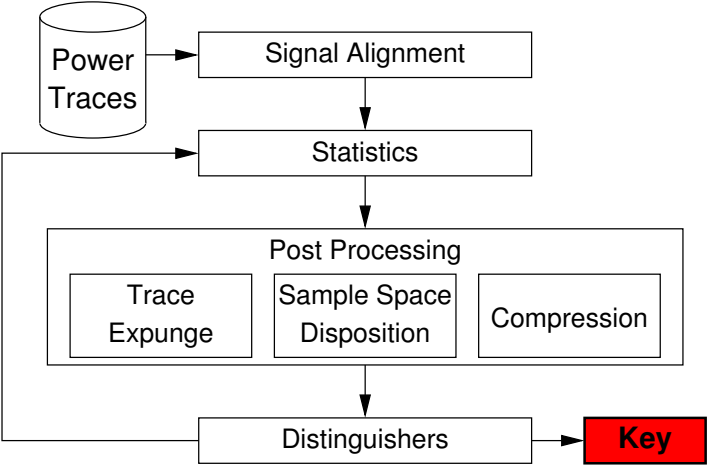 Power
Traces
Signal Alignment
Statistics
Post Processing
Trace
Expunge
Sample Space
Disposition
Compression
Distinguishers
Key